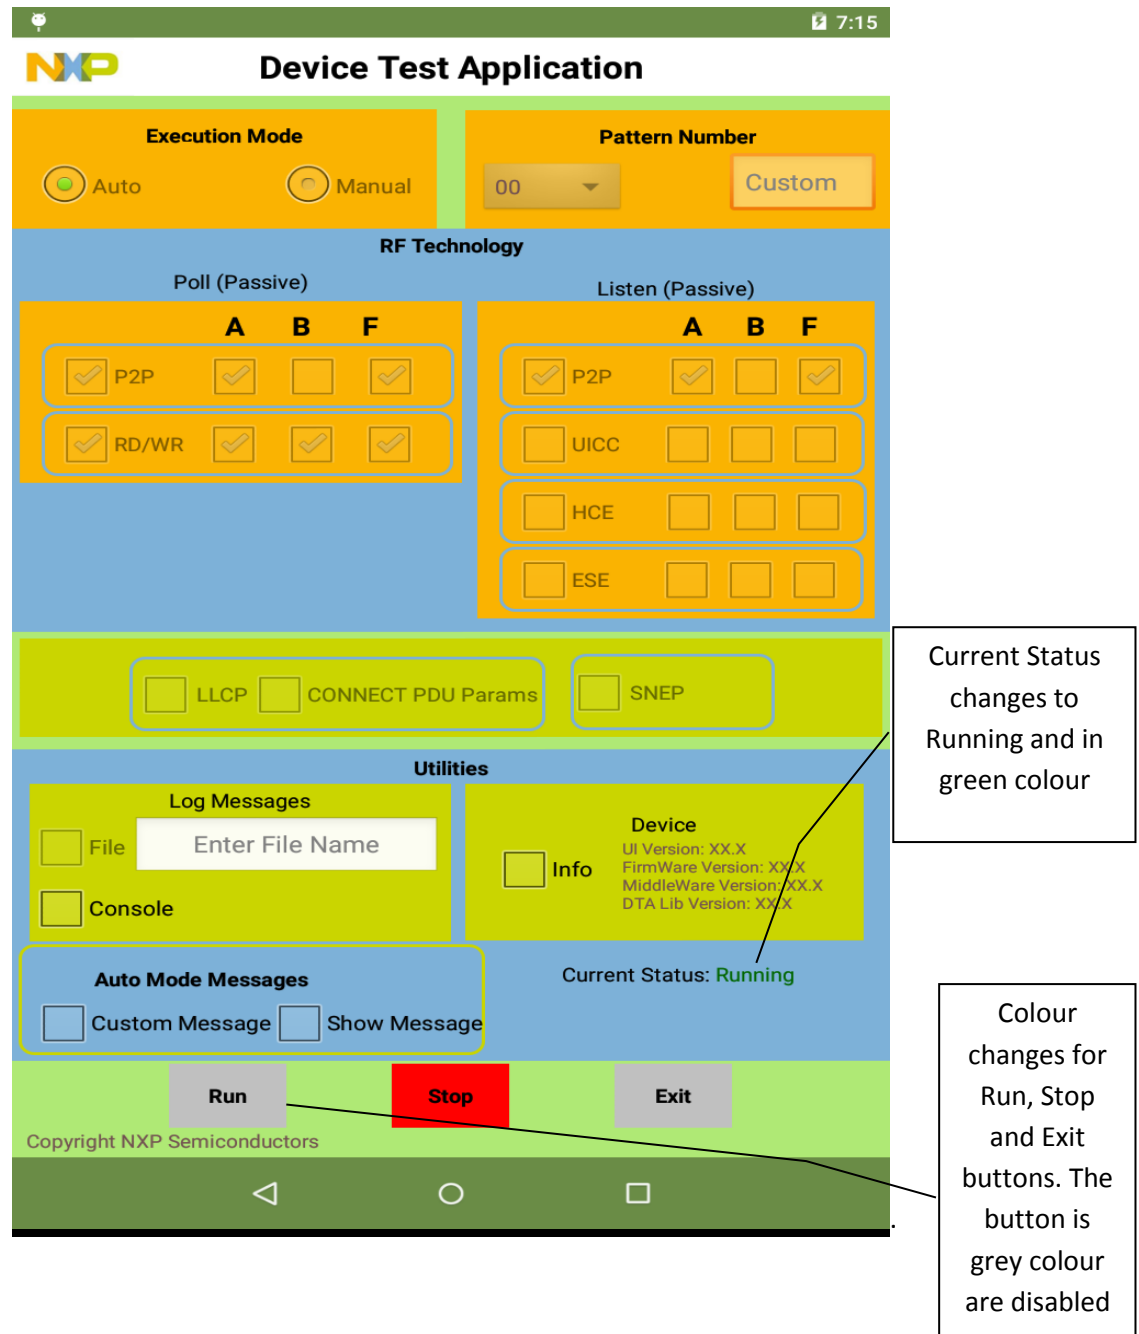 7:15
NXP
Device Test Application
Execution Mode
Auto
Manual
Pattern Number
00
Custom
RF Technology
Poll (Passive)
A B F
P2P
RD/WR
Listen (Passive)
A B F
P2P
UICC
HCE
ESE
LLCP
CONNECT PDU Params
SNEP
Utilities
Log Messages
File
Enter File Name
Console
Device
Info
UI Version: XX.X
FirmWare Version: XX.X
MiddleWare Version: XX.X
DTA Lib Version: XX.X
Auto Mode Messages
Custom Message
Show Message
Current Status: Running
Run
Stop
Exit
Copyright NXP Semiconductors
.
Current Status
changes to
Running and in
green colour
Colour
changes for
Run, Stop
and Exit
buttons. The
button is
grey colour
are disabled